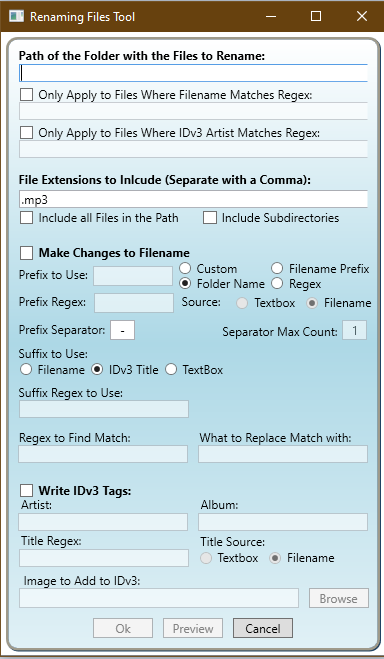 Renaming Files Tool
Path of the Folder with the Files to Rename:
Only Apply to Files Where Filename Matches Regex:
Only Apply to Files Where IDv3 Artist Matches Regex:
File Extensions to Inlcude (Separate with a Comma):
.mp3
Include all Files in the Path Include Subdirectories
Make Changes to Filename
Prefix to Use: Custom Filename Prefix
Folder Name Regex
Prefix Regex: Source: Textbox Filename
Prefix Separator: - Separator Max Count: 1
Suffix to Use:
Filename IDv3 Title TextBox
Suffix Regex to Use:
Regex to Find Match: What to Replace Match with:
Write IDv3 Tags:
Artist: Album:
Title Regex: Title Source:
Textbox Filename
Image to Add to IDv3:
Browse
Ok Preview Cancel